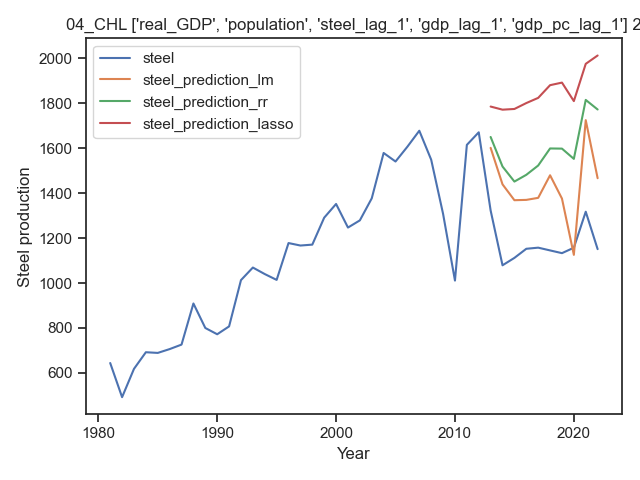 04_CHL ['real_GDP', 'population', 'steel_lag_1', 'gdp_lag_1', 'gdp_pc_lag_1'] 2
steel
steel_prediction_lm
steel_prediction_rr
steel_prediction_lasso
2000
1800
1600
1400
1200
1000
800
600
Steel production
1980
1990
2000
2010
2020
Year